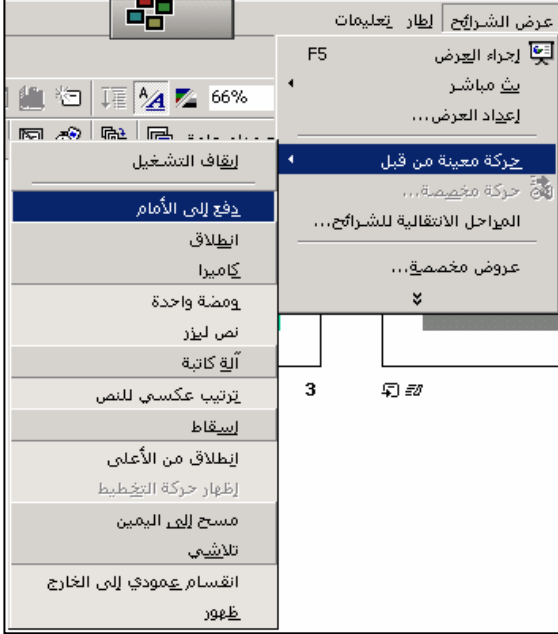 عرض الشرائح إطار تعليمات
إجراء العرض F5
بث مباشر
إعداد العرض...
حركة معينة من قبل
حركة مخصصة...
المراحل الانتقالية للشرائح...
عروض مخصصة...
66%
إيقاف التشغيل
دفع إلى الأمام
انطلاق
كاميرا
ومضة واحدة
نص ليزر
آلة كاتبة
ترتيب عكسي للنص
إسقاط
إنطلاق من الأعلى
إظهار حركة التخطيط
مسح إلى اليمين
تلاشي
انقسام عمودي إلى الخارج
ظهور
3